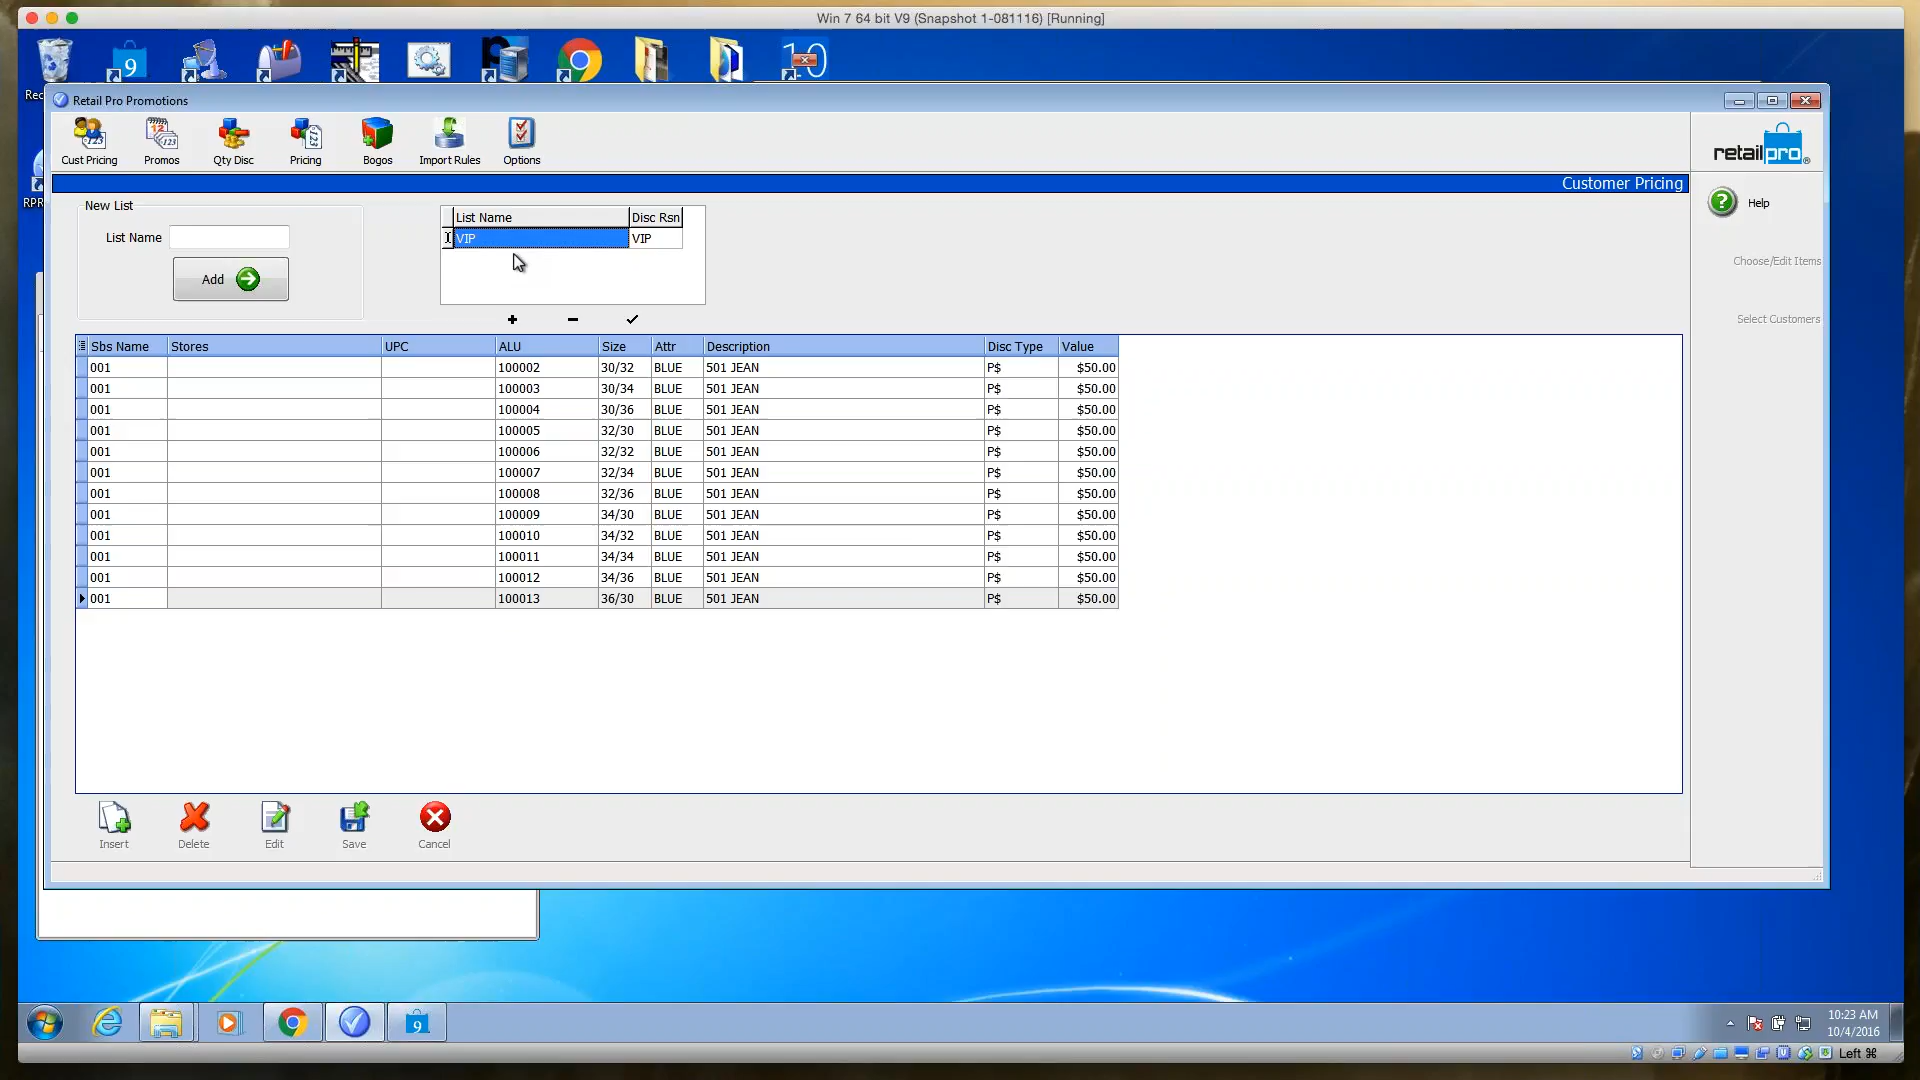 Win 7 64 bit V9 (Snapshot 1-081116) [Running]
9
10
Rec
RPR
Retail Pro Promotions
Cust Pricing
Promos
Qty Disc
Pricing
Bogos
Import Rules
Options
retailpro
Customer Pricing
Help
Choose/Edit Items
Select Customers
New List
List Name
Add
List Name Disc Rsn
VIP VIP
Sbs Name Stores UPC ALU Size Attr Description Disc Type Value
001 100002 30/32 BLUE 501 JEAN P$ $50.00
001 100003 30/34 BLUE 501 JEAN P$ $50.00
001 100004 30/36 BLUE 501 JEAN P$ $50.00
001 100005 32/30 BLUE 501 JEAN P$ $50.00
001 100006 32/32 BLUE 501 JEAN P$ $50.00
001 100007 32/34 BLUE 501 JEAN P$ $50.00
001 100008 32/36 BLUE 501 JEAN P$ $50.00
001 100009 34/30 BLUE 501 JEAN P$ $50.00
001 100010 34/32 BLUE 501 JEAN P$ $50.00
001 100011 34/34 BLUE 501 JEAN P$ $50.00
001 100012 34/36 BLUE 501 JEAN P$ $50.00
001 100013 36/30 BLUE 501 JEAN P$ $50.00
Insert
Delete
Edit
Save
Cancel
9
10:23 AM
10/4/2016
Left ⌘